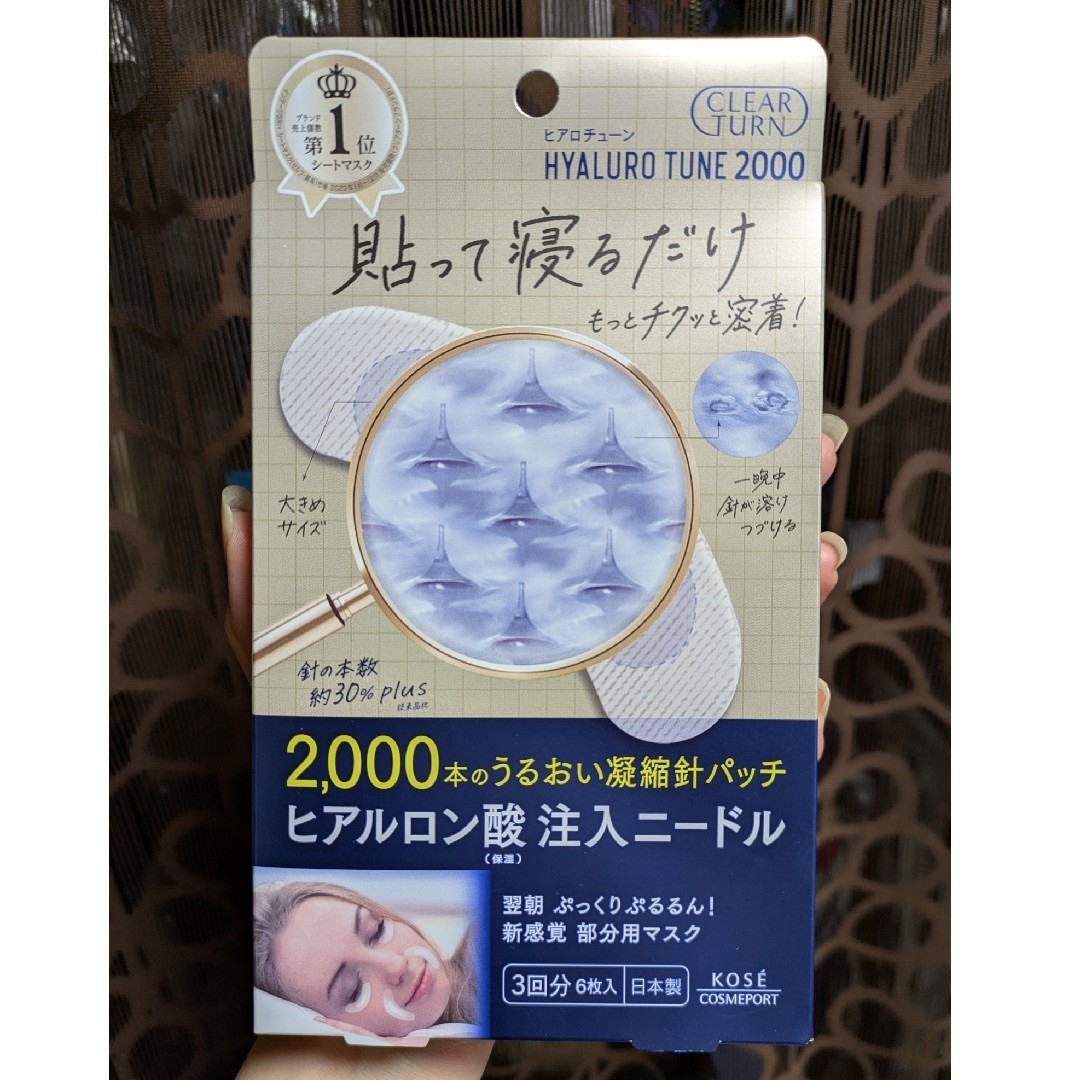 ブランド
売上個数
第1位
シートマスク
CLEAR
TURN
ヒアロチューン
HYALURO TUNE 2000
貼って寝るだけ
もっとチクッと密着!
大きめ
サイズ
一晩中
針が溶け
つづける
針の本数
約30% plus
従来品比
2,000本のうるおい凝縮針パッチ
ヒアルロン酸 注入ニードル
(保湿)
翌朝 ぷっくりぷるるん!
新感覚 部分用マスク
3回分 6枚入 日本製
KOSÉ
COSMEPORT